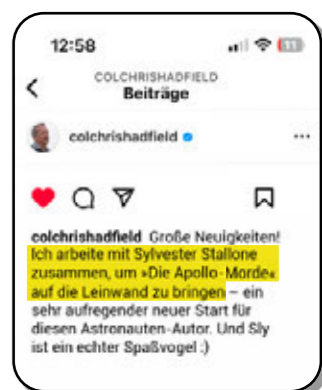 12:58
11
COLCHRISHADFIELD
Beiträge
colchrishadfield
colchrishadfield Große Neuigkeiten!
Ich arbeite mit Sylvester Stallone
zusammen, um »Die Apollo-Morde«
auf die Leinwand zu bringen – ein
sehr aufregender neuer Start für
diesen Astronauten-Autor. Und Sly
ist ein echter Spaßvogel :)